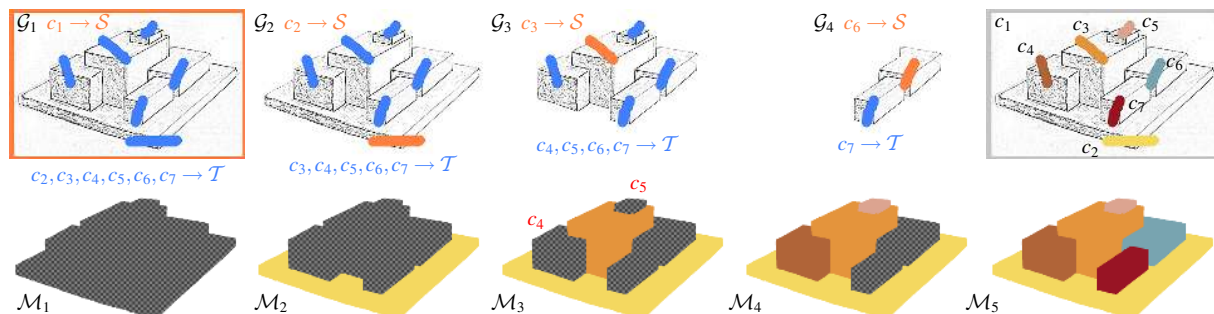 𝒢₁ c₁ → 𝒮
𝒢₂ c₂ → 𝒮
𝒢₃ c₃ → 𝒮
𝒢₄ c₆ → 𝒮
c₁
c₃
c₅
c₄
c₆
c₇
c₂
c₂, c₃, c₄, c₅, c₆, c₇ → 𝒯
c₃, c₄, c₅, c₆, c₇ → 𝒯
c₄, c₅, c₆, c₇ → 𝒯
c₇ → 𝒯
c₅
c₄
ℳ₁
ℳ₂
ℳ₃
ℳ₄
ℳ₅